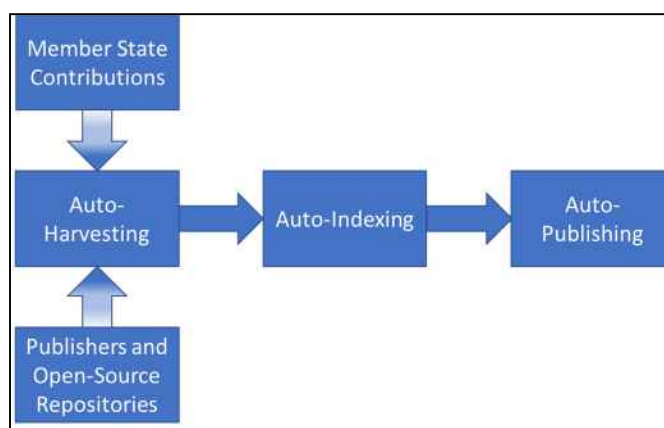 Member State
Contributions
Auto-
Harvesting
Auto-Indexing
Auto-
Publishing
Publishers and
Open-Source
Repositories